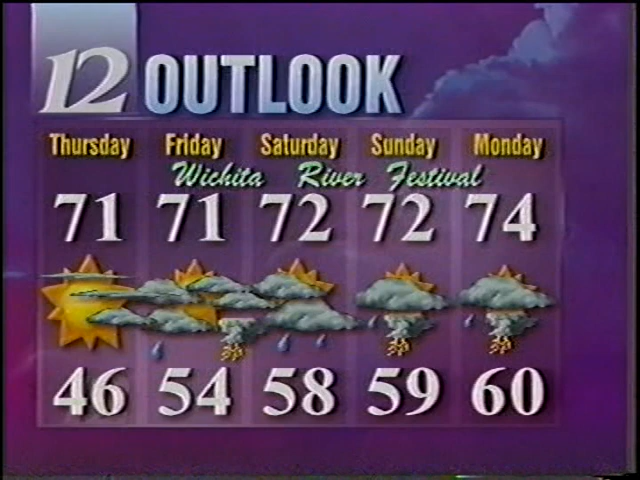 12 OUTLOOK
Thursday Friday Saturday Sunday Monday
Wichita River Festival
71 71 72 72 74
46 54 58 59 60